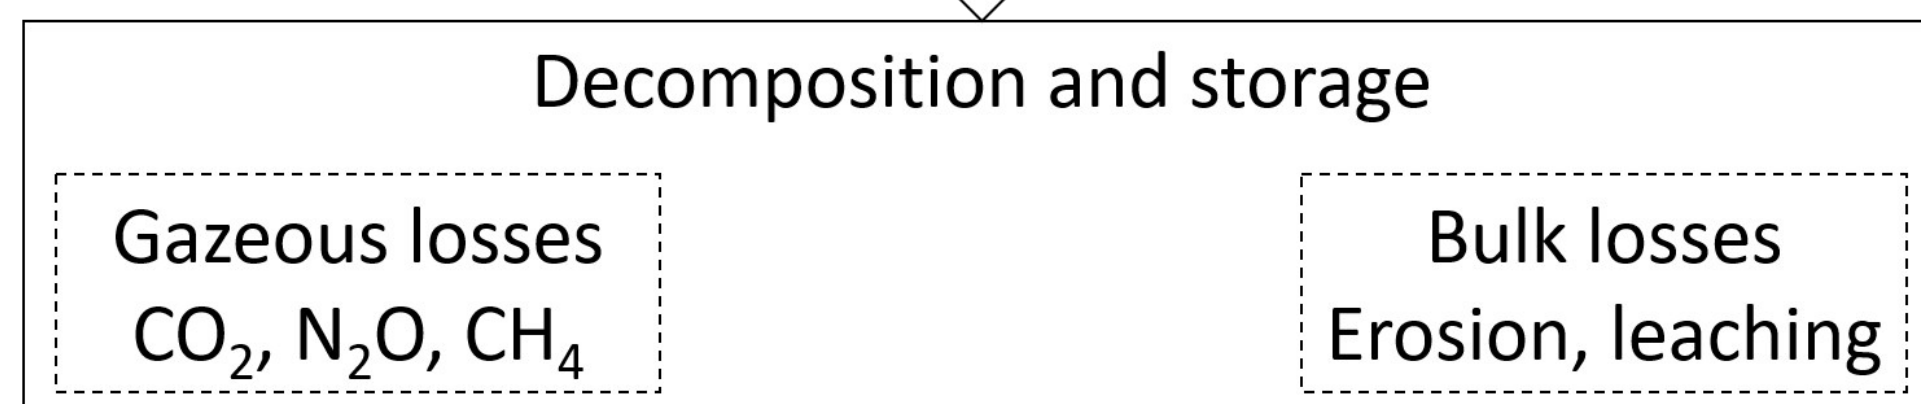 Decomposition and storage
Gazeous losses
CO₂, N₂O, CH₄
Bulk losses
Erosion, leaching